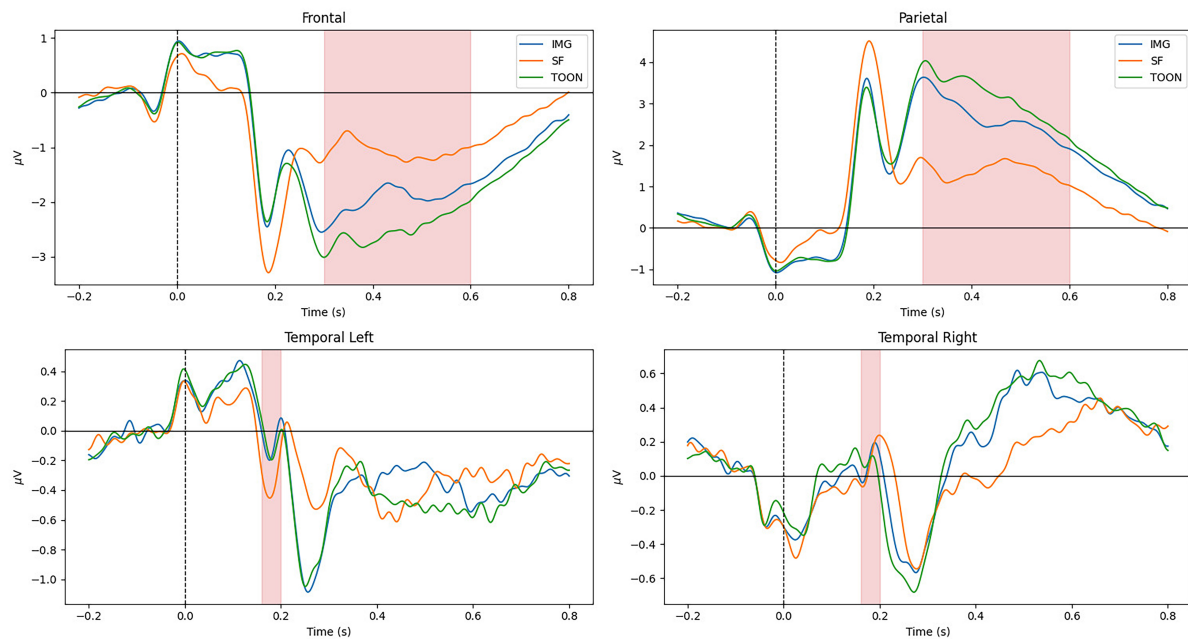 Frontal
1
0
−1
−2
−3
μV
−0.2
0.0
0.2
0.4
0.6
0.8
Time (s)
IMG
SF
TOON
Parietal
4
3
2
1
0
−1
μV
−0.2
0.0
0.2
0.4
0.6
0.8
Time (s)
IMG
SF
TOON
Temporal Left
0.4
0.2
0.0
−0.2
−0.4
−0.6
−0.8
−1.0
μV
−0.2
0.0
0.2
0.4
0.6
0.8
Time (s)
Temporal Right
0.6
0.4
0.2
0.0
−0.2
−0.4
−0.6
μV
−0.2
0.0
0.2
0.4
0.6
0.8
Time (s)